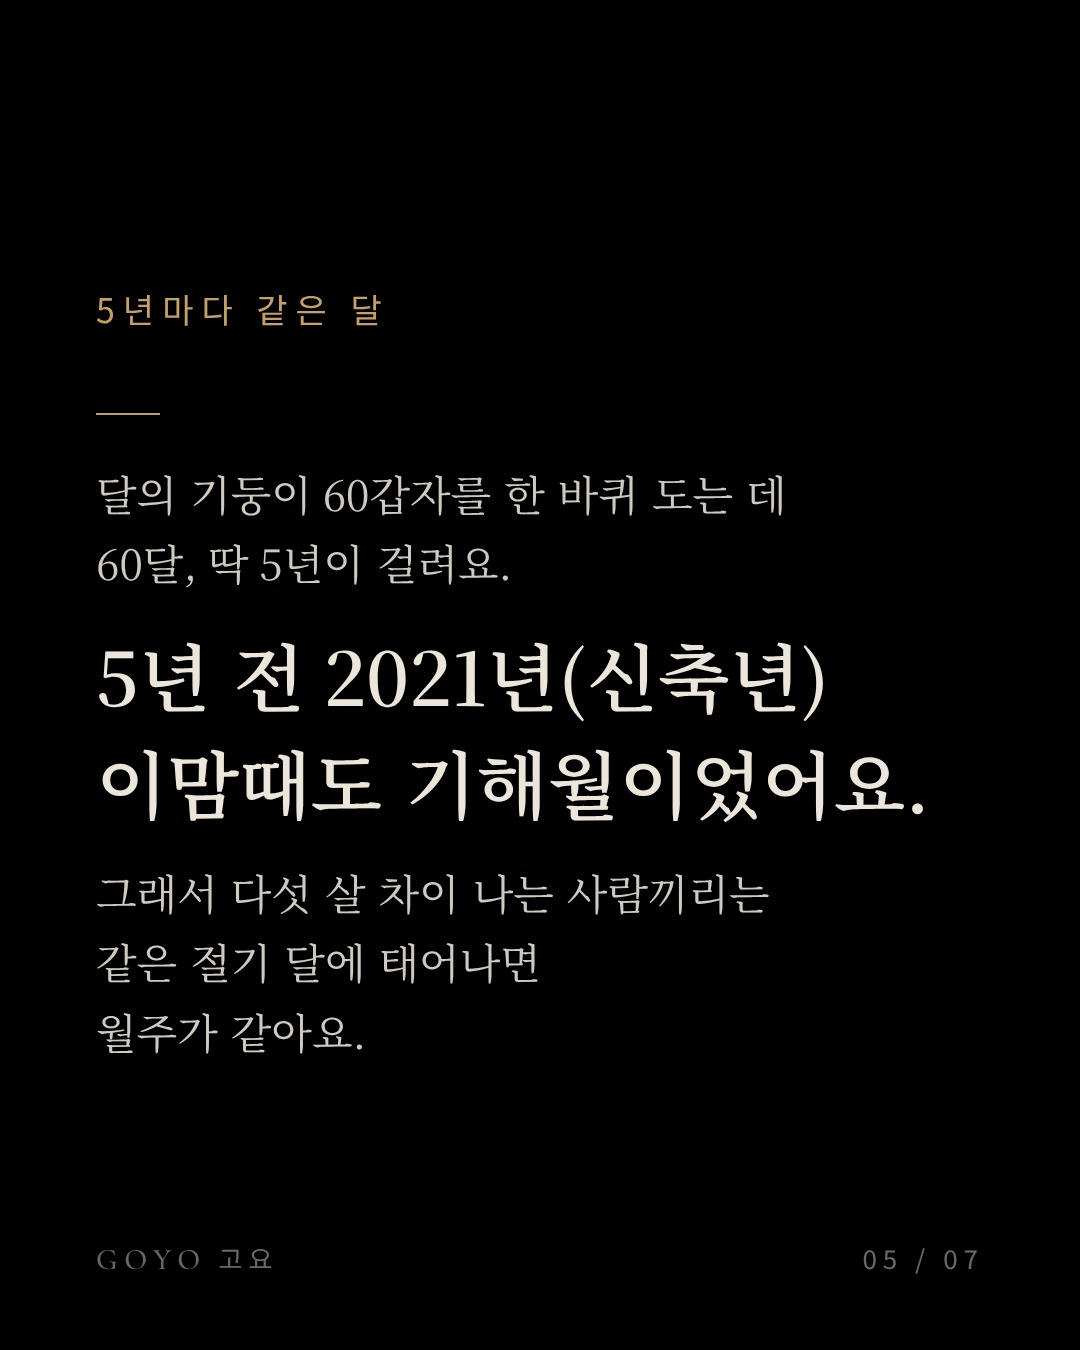 5년마다 같은 달
달의 기둥이 60갑자를 한 바퀴 도는 데
60달, 딱 5년이 걸려요.
5년 전 2021년(신축년)
이맘때도 기해월이었어요.
그래서 다섯 살 차이 나는 사람끼리는
같은 절기 달에 태어나면
월주가 같아요.
GOYO 고요
05 / 07